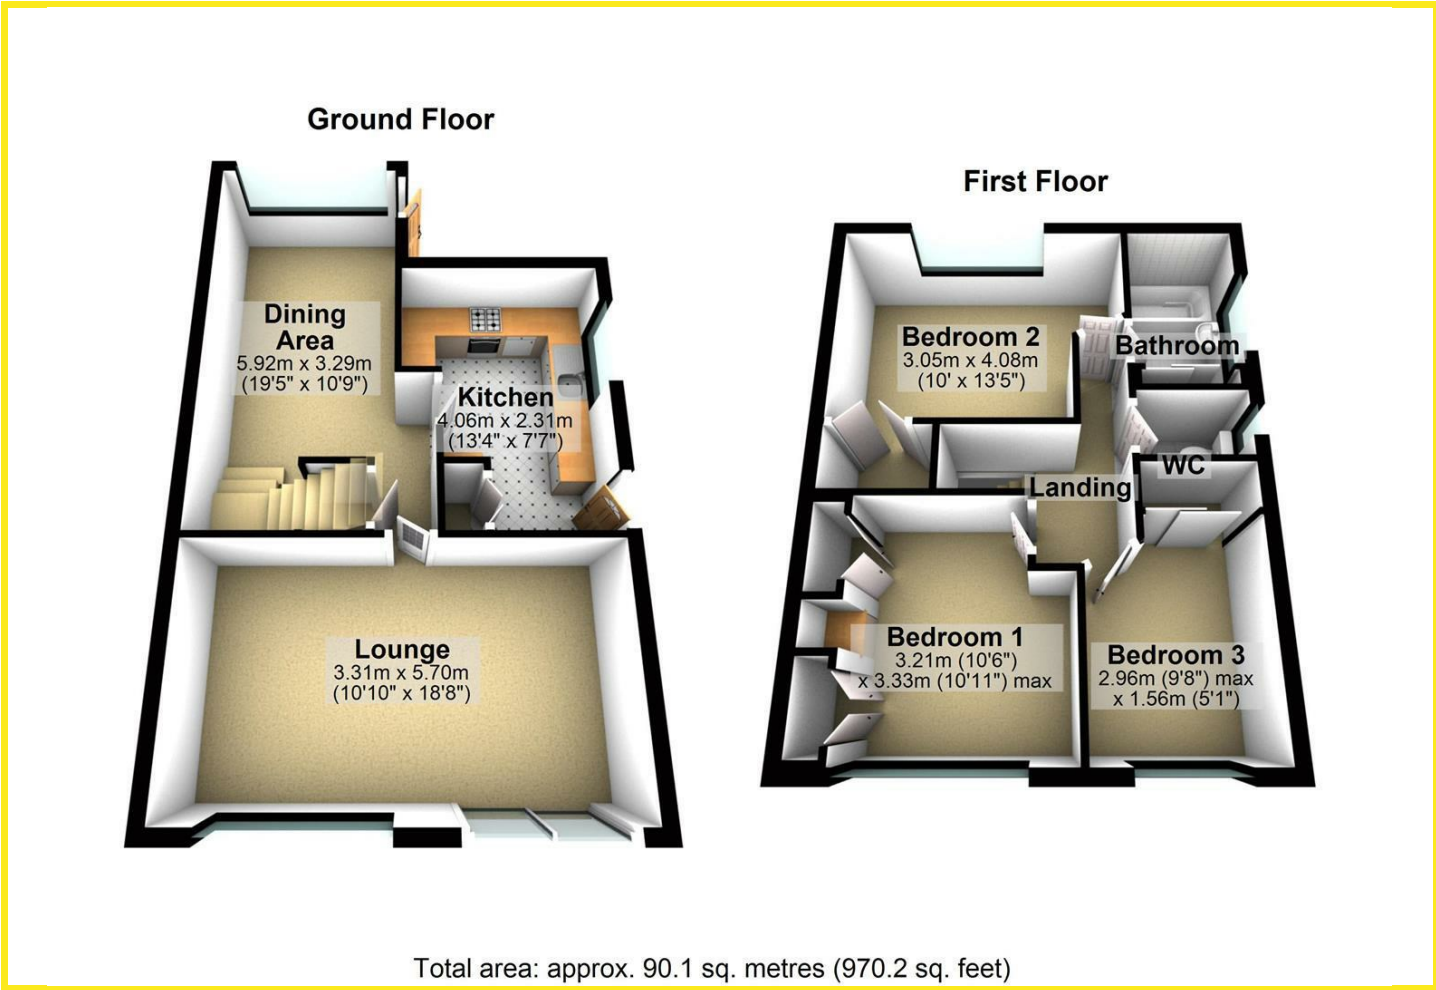 Ground Floor
Dining
Area
5.92m x 3.29m
(19'5" x 10'9")
Kitchen
4.06m x 2.31m
(13'4" x 7'7")
Lounge
3.31m x 5.70m
(10'10" x 18'8")
First Floor
Bedroom 2
3.05m x 4.08m
(10' x 13'5")
Bathroom
WC
Landing
Bedroom 1
3.21m (10'6")
x 3.33m (10'11") max
Bedroom 3
2.96m (9'8") max
x 1.56m (5'1")
Total area: approx. 90.1 sq. metres (970.2 sq. feet)